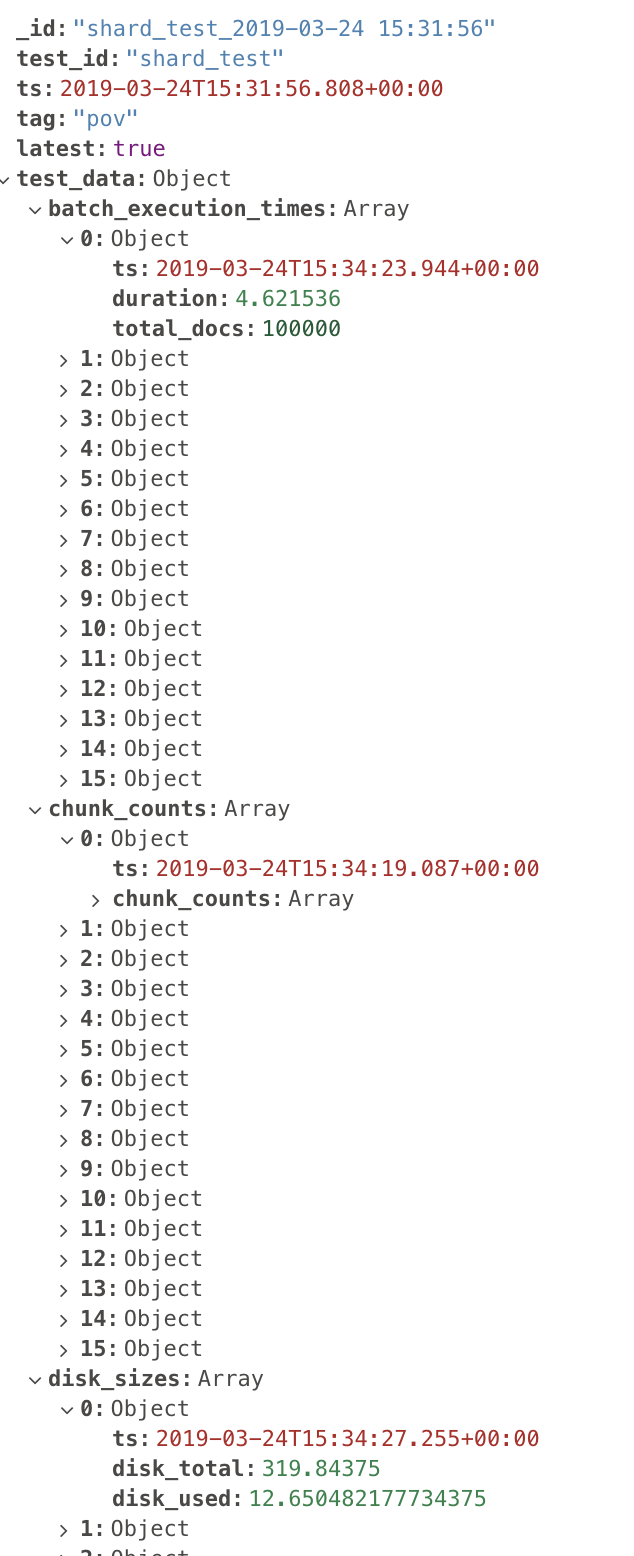 _id: "shard_test_2019-03-24 15:31:56"
test_id: "shard_test"
ts: 2019-03-24T15:31:56.808+00:00
tag: "pov"
latest: true
test_data: Object
batch_execution_times: Array
0: Object
ts: 2019-03-24T15:34:23.944+00:00
duration: 4.621536
total_docs: 100000
1: Object
2: Object
3: Object
4: Object
5: Object
6: Object
7: Object
8: Object
9: Object
10: Object
11: Object
12: Object
13: Object
14: Object
15: Object
chunk_counts: Array
0: Object
ts: 2019-03-24T15:34:19.087+00:00
chunk_counts: Array
1: Object
2: Object
3: Object
4: Object
5: Object
6: Object
7: Object
8: Object
9: Object
10: Object
11: Object
12: Object
13: Object
14: Object
15: Object
disk_sizes: Array
0: Object
ts: 2019-03-24T15:34:27.255+00:00
disk_total: 319.84375
disk_used: 12.650482177734375
1: Object